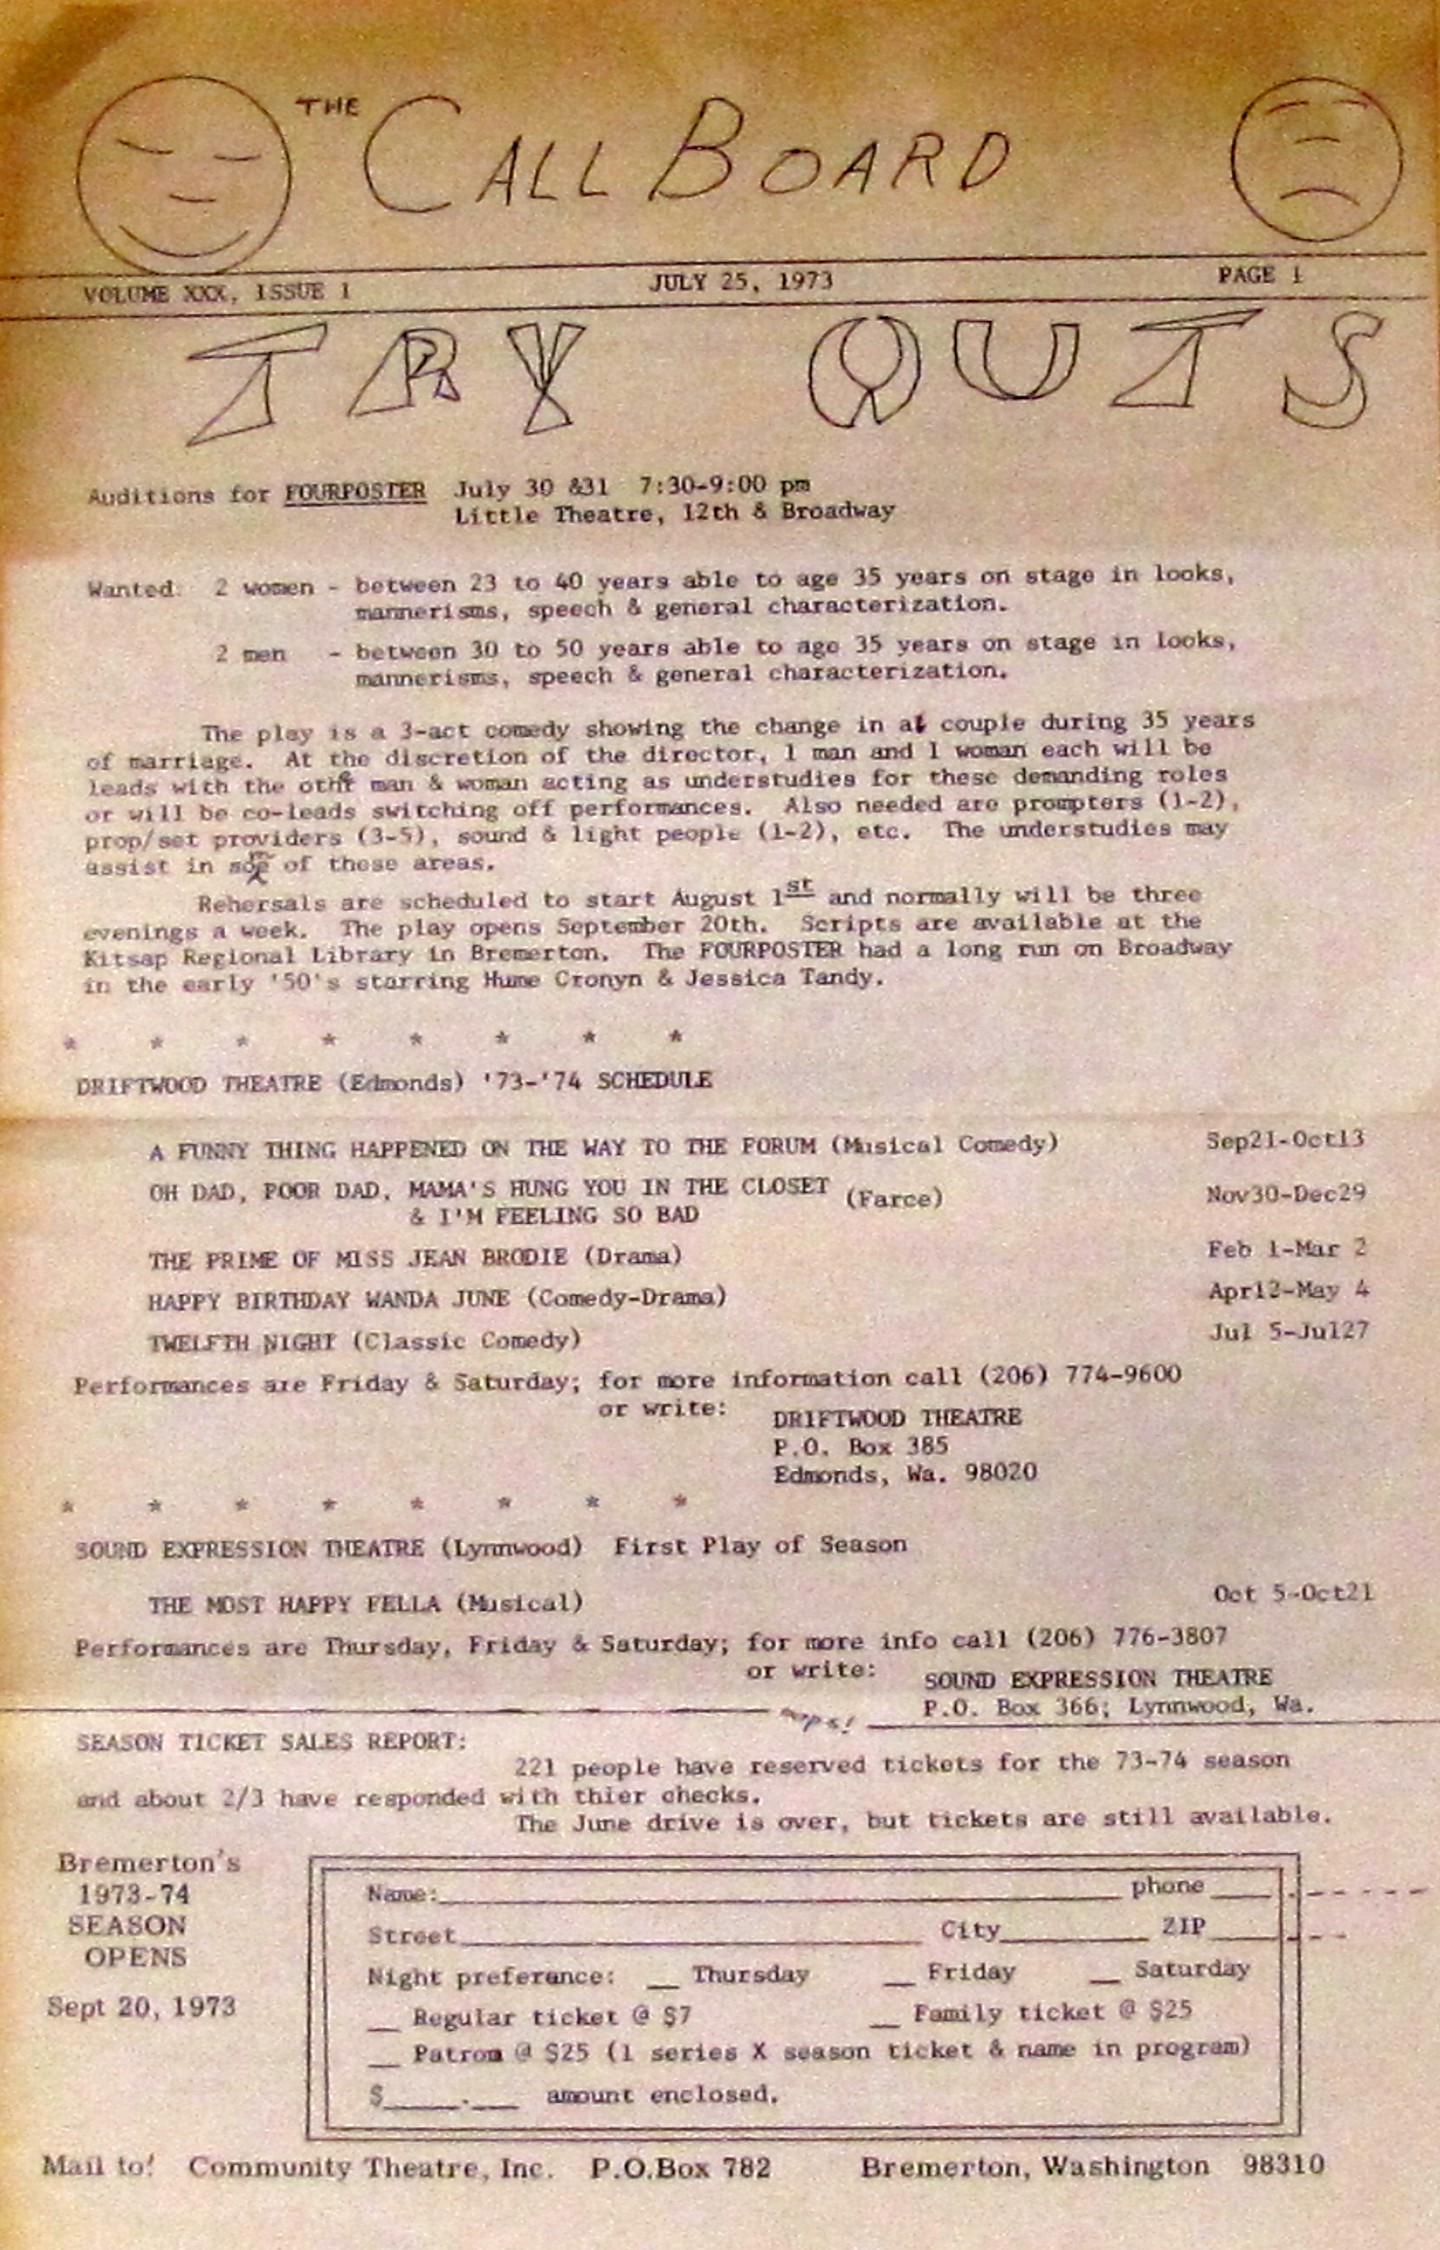 THE CALL BOARD
VOLUME XXX, ISSUE 1 JULY 25, 1973 PAGE 1
TRY OUTS
Auditions for FOURPOSTER July 30 &31 7:30-9:00 pm
Little Theatre, 12th & Broadway
Wanted: 2 women - between 23 to 40 years able to age 35 years on stage in looks,
mannerisms, speech & general characterization.
2 men - between 30 to 50 years able to age 35 years on stage in looks,
mannerisms, speech & general characterization.
The play is a 3-act comedy showing the change in a couple during 35 years
of marriage. At the discretion of the director, 1 man and 1 woman each will be
leads with the other man & woman acting as understudies for these demanding roles
or will be co-leads switching off performances. Also needed are prompters (1-2),
prop/set providers (3-5), sound & light people (1-2), etc. The understudies may
assist in some of these areas.
Rehersals are scheduled to start August 1st and normally will be three
evenings a week. The play opens September 20th. Scripts are available at the
Kitsap Regional Library in Bremerton. The FOURPOSTER had a long run on Broadway
in the early '50's starring Hume Cronyn & Jessica Tandy.
* * * * * * * *
DRIFTWOOD THEATRE (Edmonds) '73-'74 SCHEDULE
A FUNNY THING HAPPENED ON THE WAY TO THE FORUM (Musical Comedy) Sep21-Oct13
OH DAD, POOR DAD, MAMA'S HUNG YOU IN THE CLOSET (Farce) Nov30-Dec29
& I'M FEELING SO BAD
THE PRIME OF MISS JEAN BRODIE (Drama) Feb 1-Mar 2
HAPPY BIRTHDAY WANDA JUNE (Comedy-Drama) Apr12-May 4
TWELFTH NIGHT (Classic Comedy) Jul 5-Jul27
Performances are Friday & Saturday; for more information call (206) 774-9600
or write: DRIFTWOOD THEATRE
P.O. Box 385
Edmonds, Wa. 98020
* * * * * * * *
SOUND EXPRESSION THEATRE (Lynnwood) First Play of Season
THE MOST HAPPY FELLA (Musical) Oct 5-Oct21
Performances are Thursday, Friday & Saturday; for more info call (206) 776-3807
or write: SOUND EXPRESSION THEATRE
P.O. Box 366; Lynnwood, Wa.
oops!
SEASON TICKET SALES REPORT:
221 people have reserved tickets for the 73-74 season
and about 2/3 have responded with thier checks.
The June drive is over, but tickets are still available.
Bremerton's
1973-74
SEASON
OPENS
Sept 20, 1973
Name: phone
Street City ZIP
Night preferance: __ Thursday __ Friday __ Saturday
__ Regular ticket @ $7 __ Family ticket @ $25
__ Patron @ $25 (1 series X season ticket & name in program)
$_____.___ amount enclosed.
Mail to: Community Theatre, Inc. P.O.Box 782 Bremerton, Washington 98310